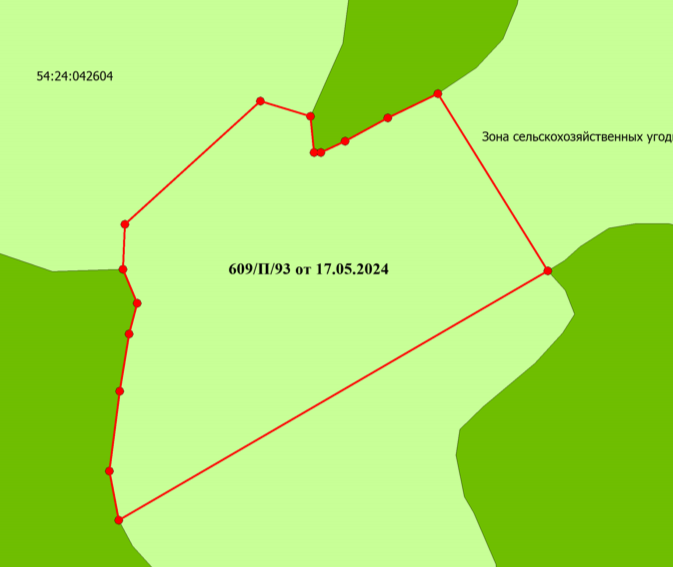 54:24:042604
Зона сельскохозяйственных угод
609/П/93 от 17.05.2024